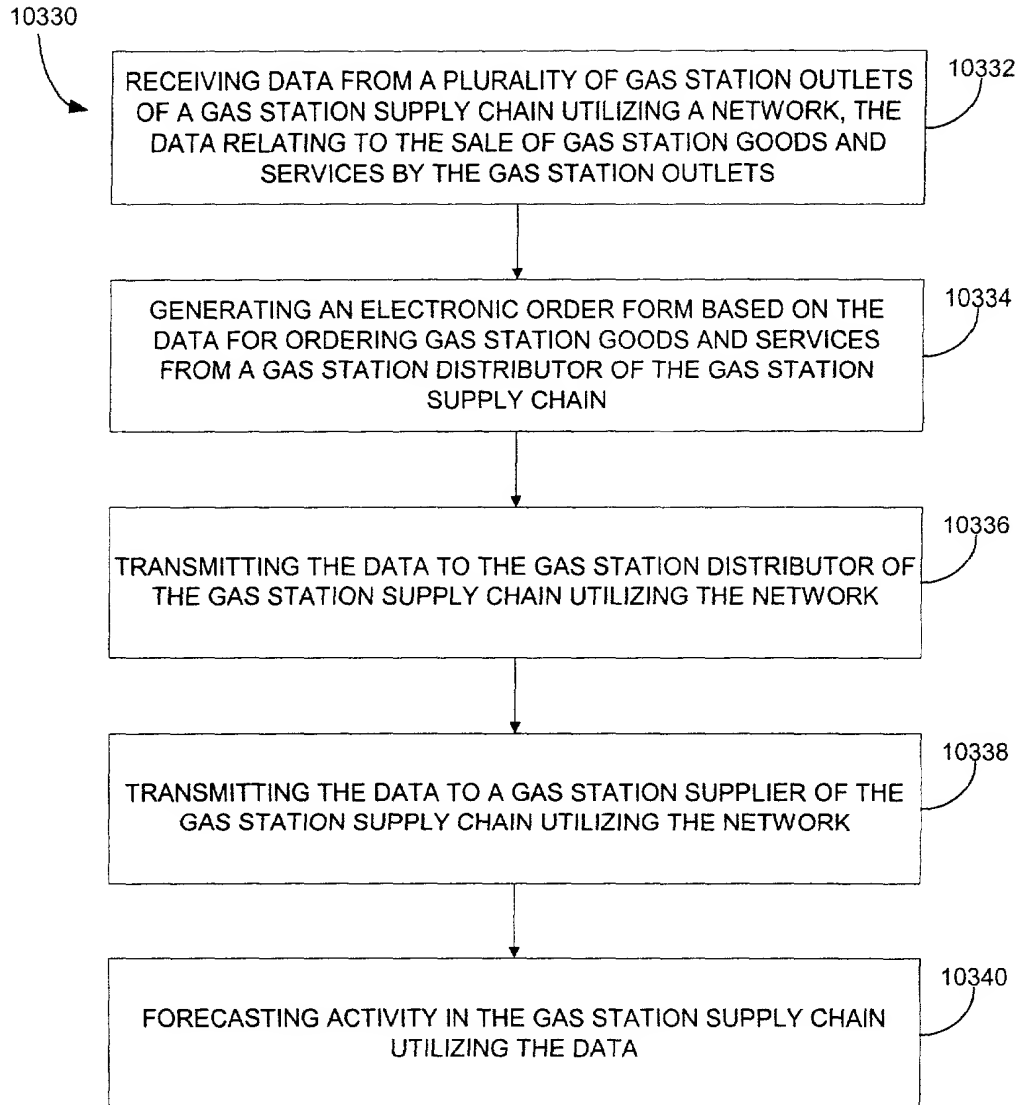 10330
RECEIVING DATA FROM A PLURALITY OF GAS STATION OUTLETS
OF A GAS STATION SUPPLY CHAIN UTILIZING A NETWORK, THE
DATA RELATING TO THE SALE OF GAS STATION GOODS AND
SERVICES BY THE GAS STATION OUTLETS
10332
GENERATING AN ELECTRONIC ORDER FORM BASED ON THE
DATA FOR ORDERING GAS STATION GOODS AND SERVICES
FROM A GAS STATION DISTRIBUTOR OF THE GAS STATION
SUPPLY CHAIN
10334
TRANSMITTING THE DATA TO THE GAS STATION DISTRIBUTOR OF
THE GAS STATION SUPPLY CHAIN UTILIZING THE NETWORK
10336
TRANSMITTING THE DATA TO A GAS STATION SUPPLIER OF THE
GAS STATION SUPPLY CHAIN UTILIZING THE NETWORK
10338
FORECASTING ACTIVITY IN THE GAS STATION SUPPLY CHAIN
UTILIZING THE DATA
10340